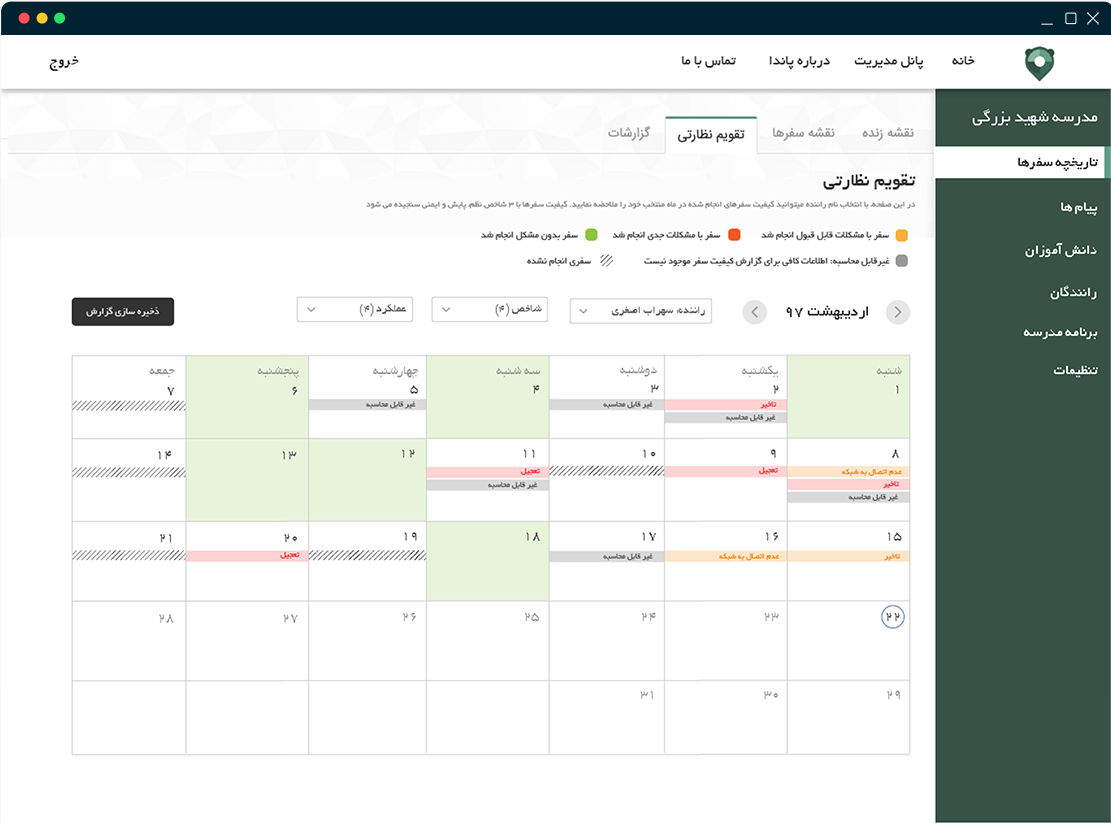 خانه
پانل مدیریت
درباره پاندا
تماس با ما
خروج
مدرسه شهید بزرگی
تاریخچه سفرها
پیام ها
دانش آموزان
رانندگان
برنامه مدرسه
تنظیمات
نقشه زنده
نقشه سفرها
تقویم نظارتی
گزارشات
تقویم نظارتی
در این صفحه، با انتخاب نام راننده میتوانید کیفیت سفرهای انجام شده در ماه منتخب خود را ملاحضه نمایید. کیفیت سفرها با ۳ شاخص نظم، پایش و ایمنی سنجیده می شود
سفر با مشکلات قابل قبول انجام شد
سفر با مشکلات جدی انجام شد
سفر بدون مشکل انجام شد
غیرقابل محاسبه: اطلاعات کافی برای گزارش کیفیت سفر موجود نیست
سفری انجام نشده
اردیبهشت ۹۷
راننده: سهراب اصغری
شاخص (۴)
عملکرد (۴)
ذخیره سازی گزارش
شنبه
۱
یکشنبه
۲
تاخیر
غیر قابل محاسبه
دوشنبه
۳
غیر قابل محاسبه
سه شنبه
۴
چهارشنبه
۵
غیر قابل محاسبه
پنجشنبه
۶
جمعه
۷
۸
عدم اتصال به شبکه
تاخیر
غیر قابل محاسبه
۹
تعجیل
۱۰
۱۱
تعجیل
غیر قابل محاسبه
۱۲
۱۳
۱۴
۱۵
تاخیر
۱۶
عدم اتصال به شبکه
۱۷
غیر قابل محاسبه
۱۸
۱۹
۲۰
تعجیل
۲۱
۲۲
۲۳
۲۴
۲۵
۲۶
۲۷
۲۸
۲۹
۳۰
۳۱